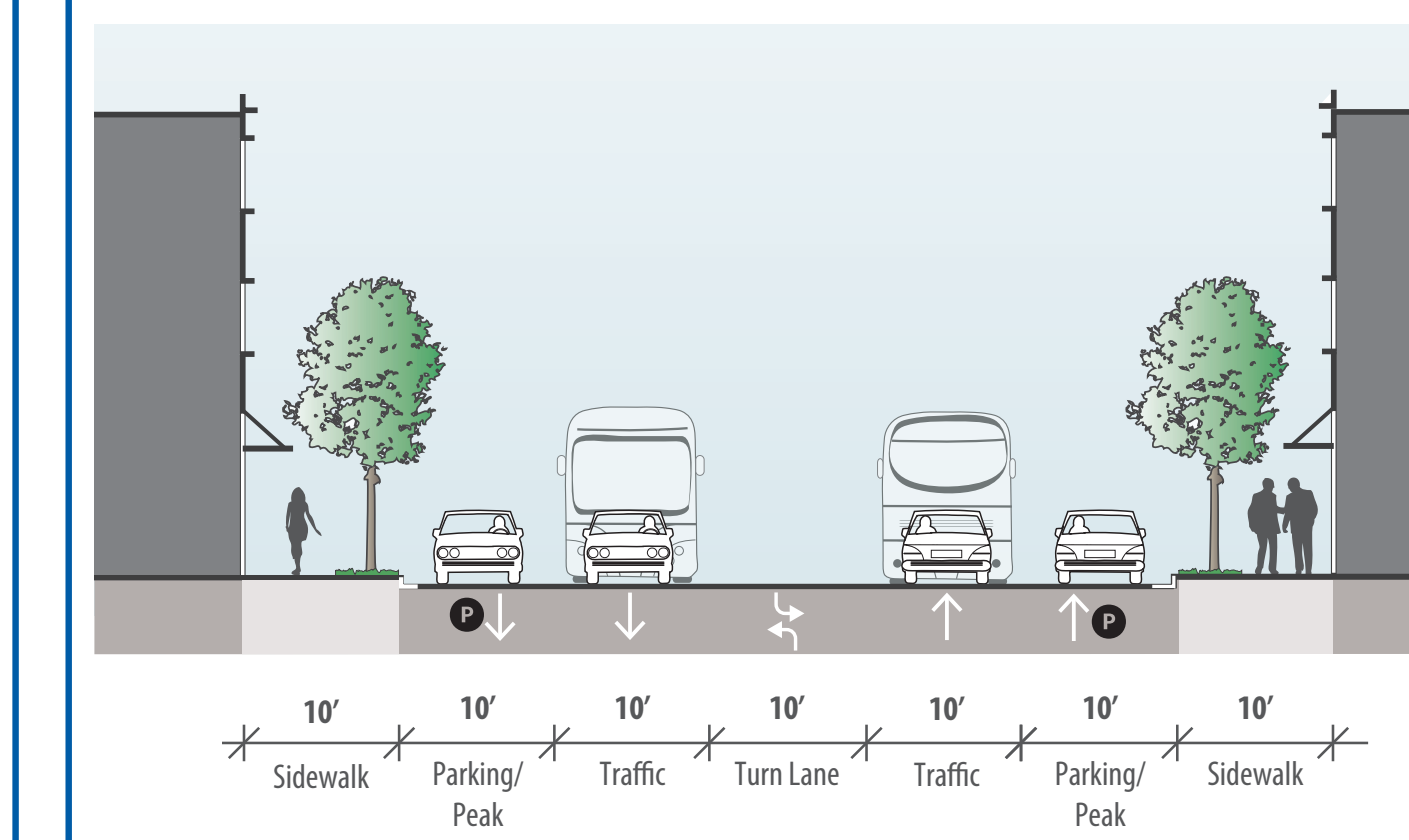 P
P
10′ 10′ 10′ 10′ 10′ 10′ 10′
Sidewalk Parking/ Traffic Turn Lane Traffic Parking/ Sidewalk
Peak Peak